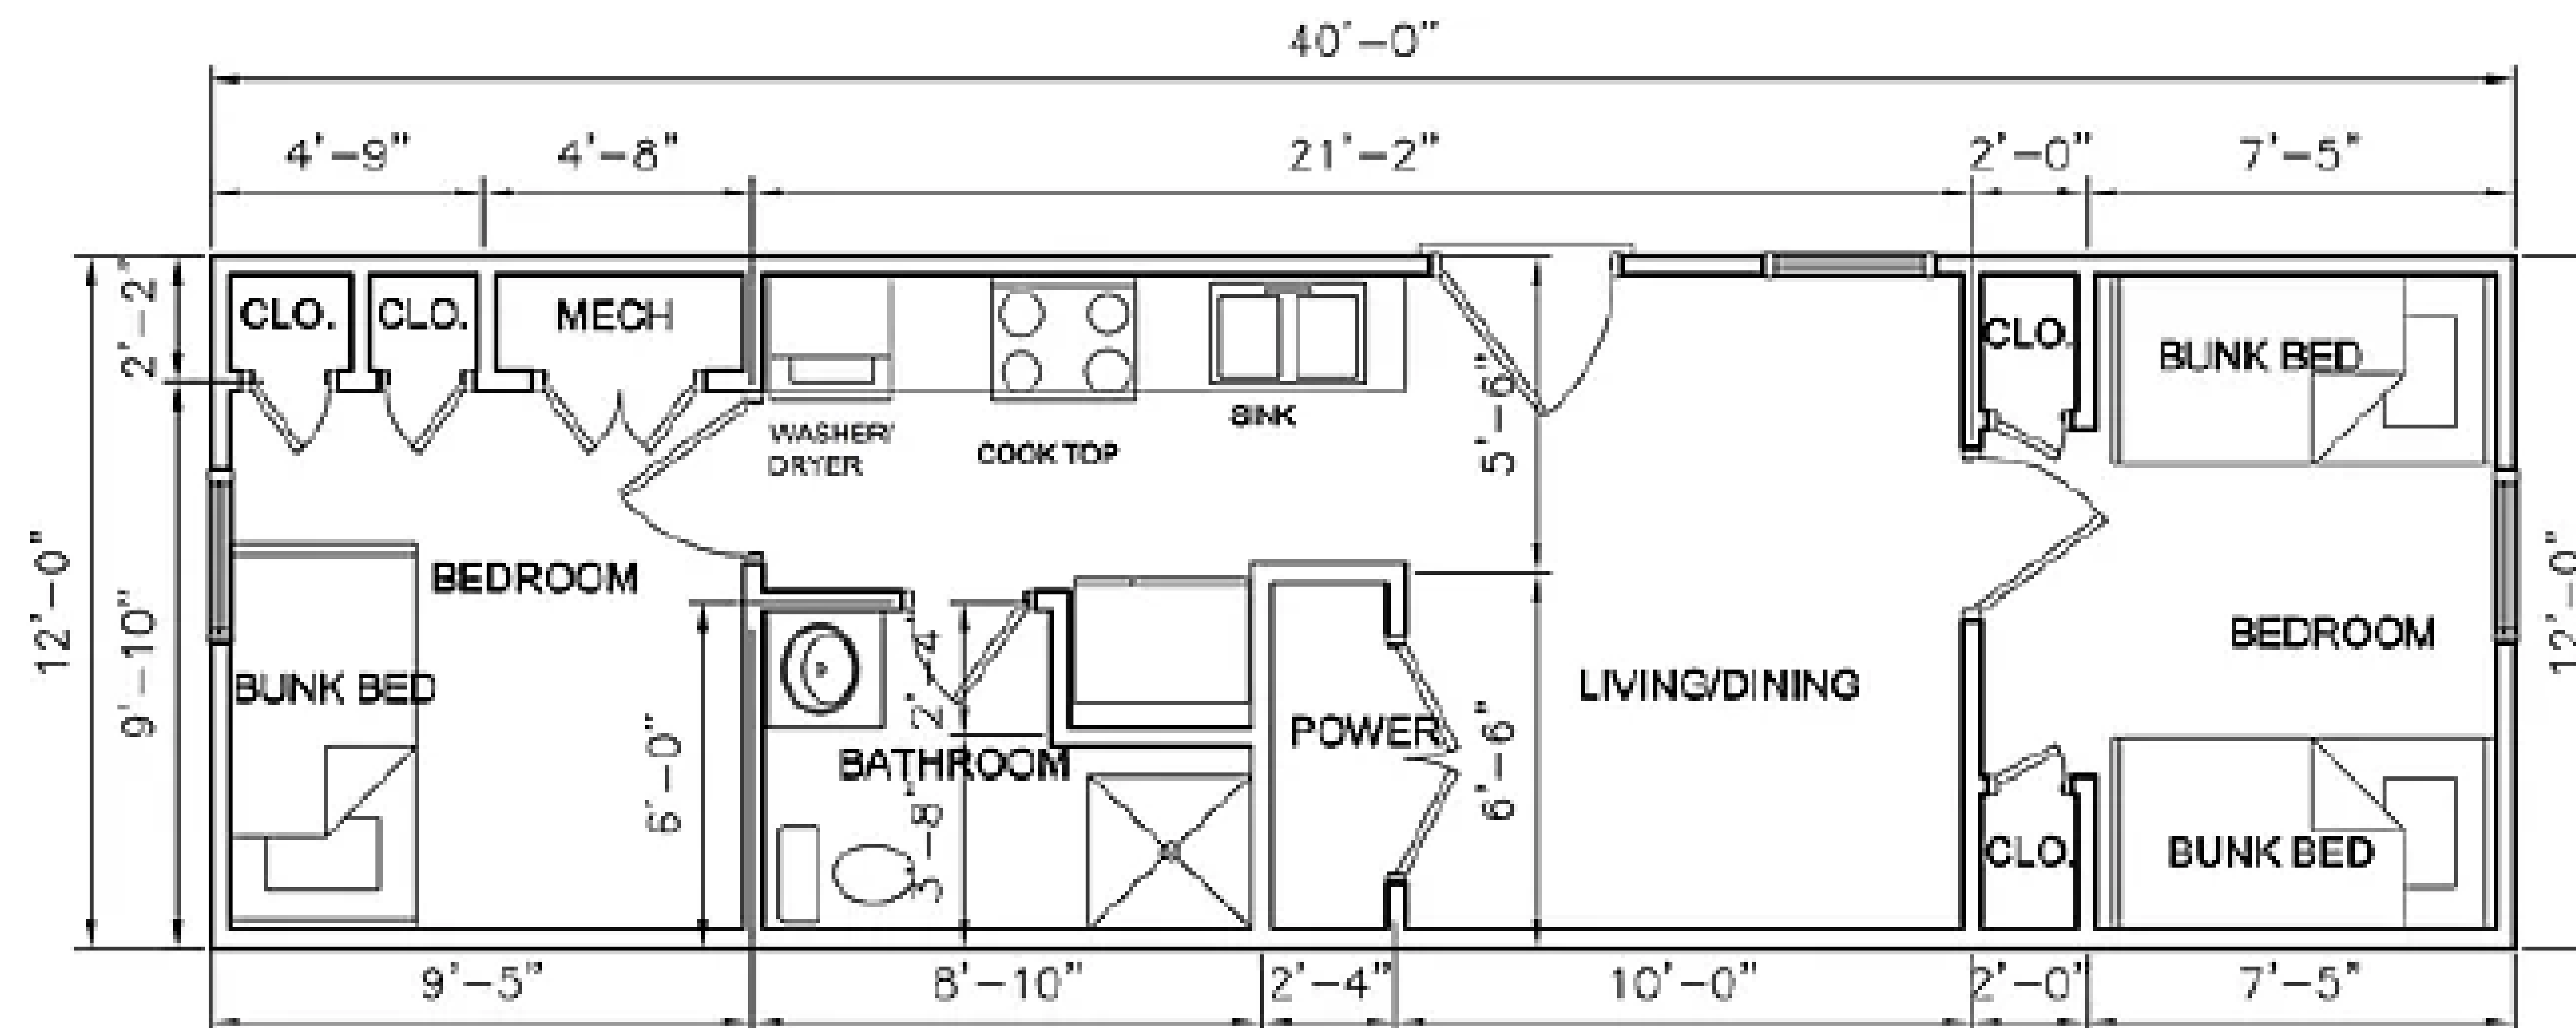 40'-0"
4'-9"
4'-8"
21'-2"
2'-0"
7'-5"
2'-2"
CLO.
CLO.
MECH
CLO.
BUNK BED
SINK
WASHER/
DRYER
COOK TOP
5'-6"
12'-0"
9'-10"
BEDROOM
BEDROOM
12'-0"
BUNK BED
2'-4
LIVING/DINING
6'-0"
BATHROOM
POWER
6'-6"
3'-8"
CLO.
BUNK BED
9'-5"
8'-10"
2'-4"
10'-0"
2'-0"
7'-5"